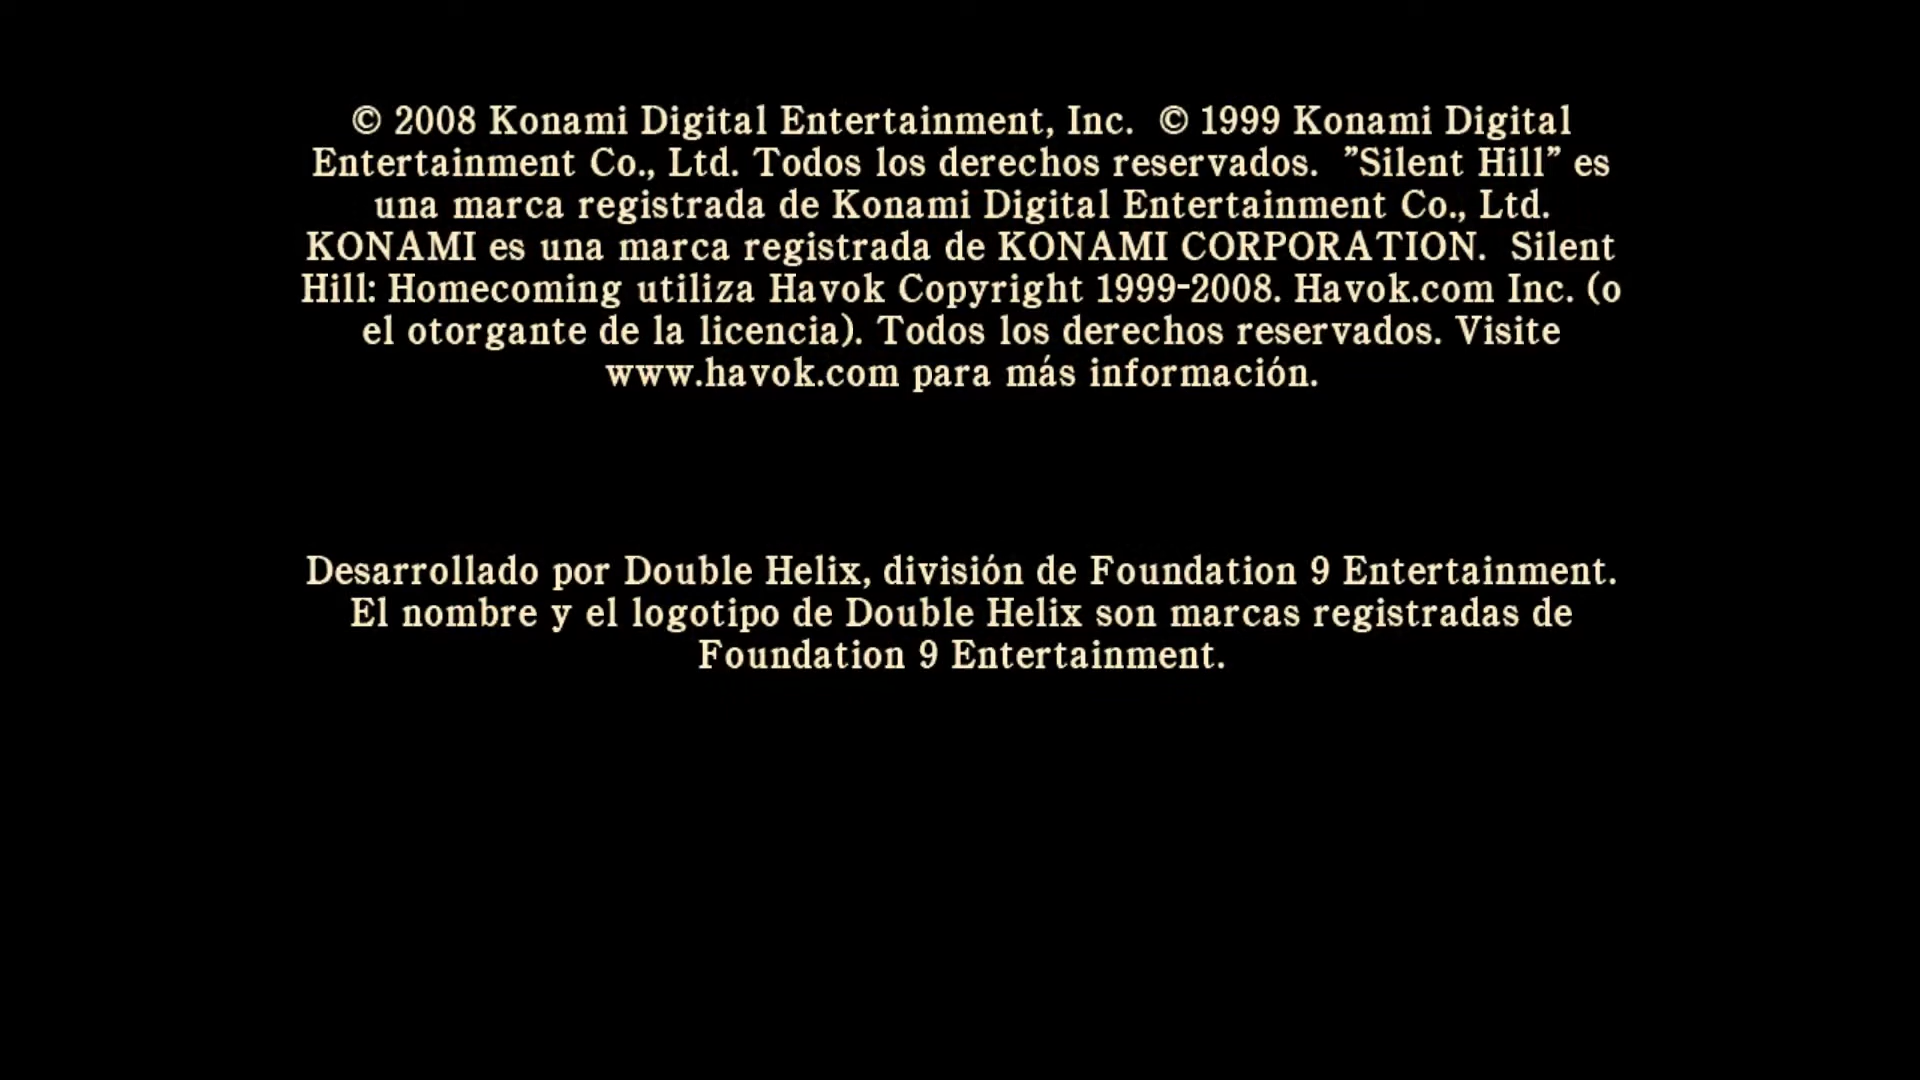 © 2008 Konami Digital Entertainment, Inc.  © 1999 Konami Digital
Entertainment Co., Ltd. Todos los derechos reservados.  ”Silent Hill” es
una marca registrada de Konami Digital Entertainment Co., Ltd.
KONAMI es una marca registrada de KONAMI CORPORATION.  Silent
Hill: Homecoming utiliza Havok Copyright 1999-2008. Havok.com Inc. (o
el otorgante de la licencia). Todos los derechos reservados. Visite
www.havok.com para más información.
Desarrollado por Double Helix, división de Foundation 9 Entertainment.
El nombre y el logotipo de Double Helix son marcas registradas de
Foundation 9 Entertainment.